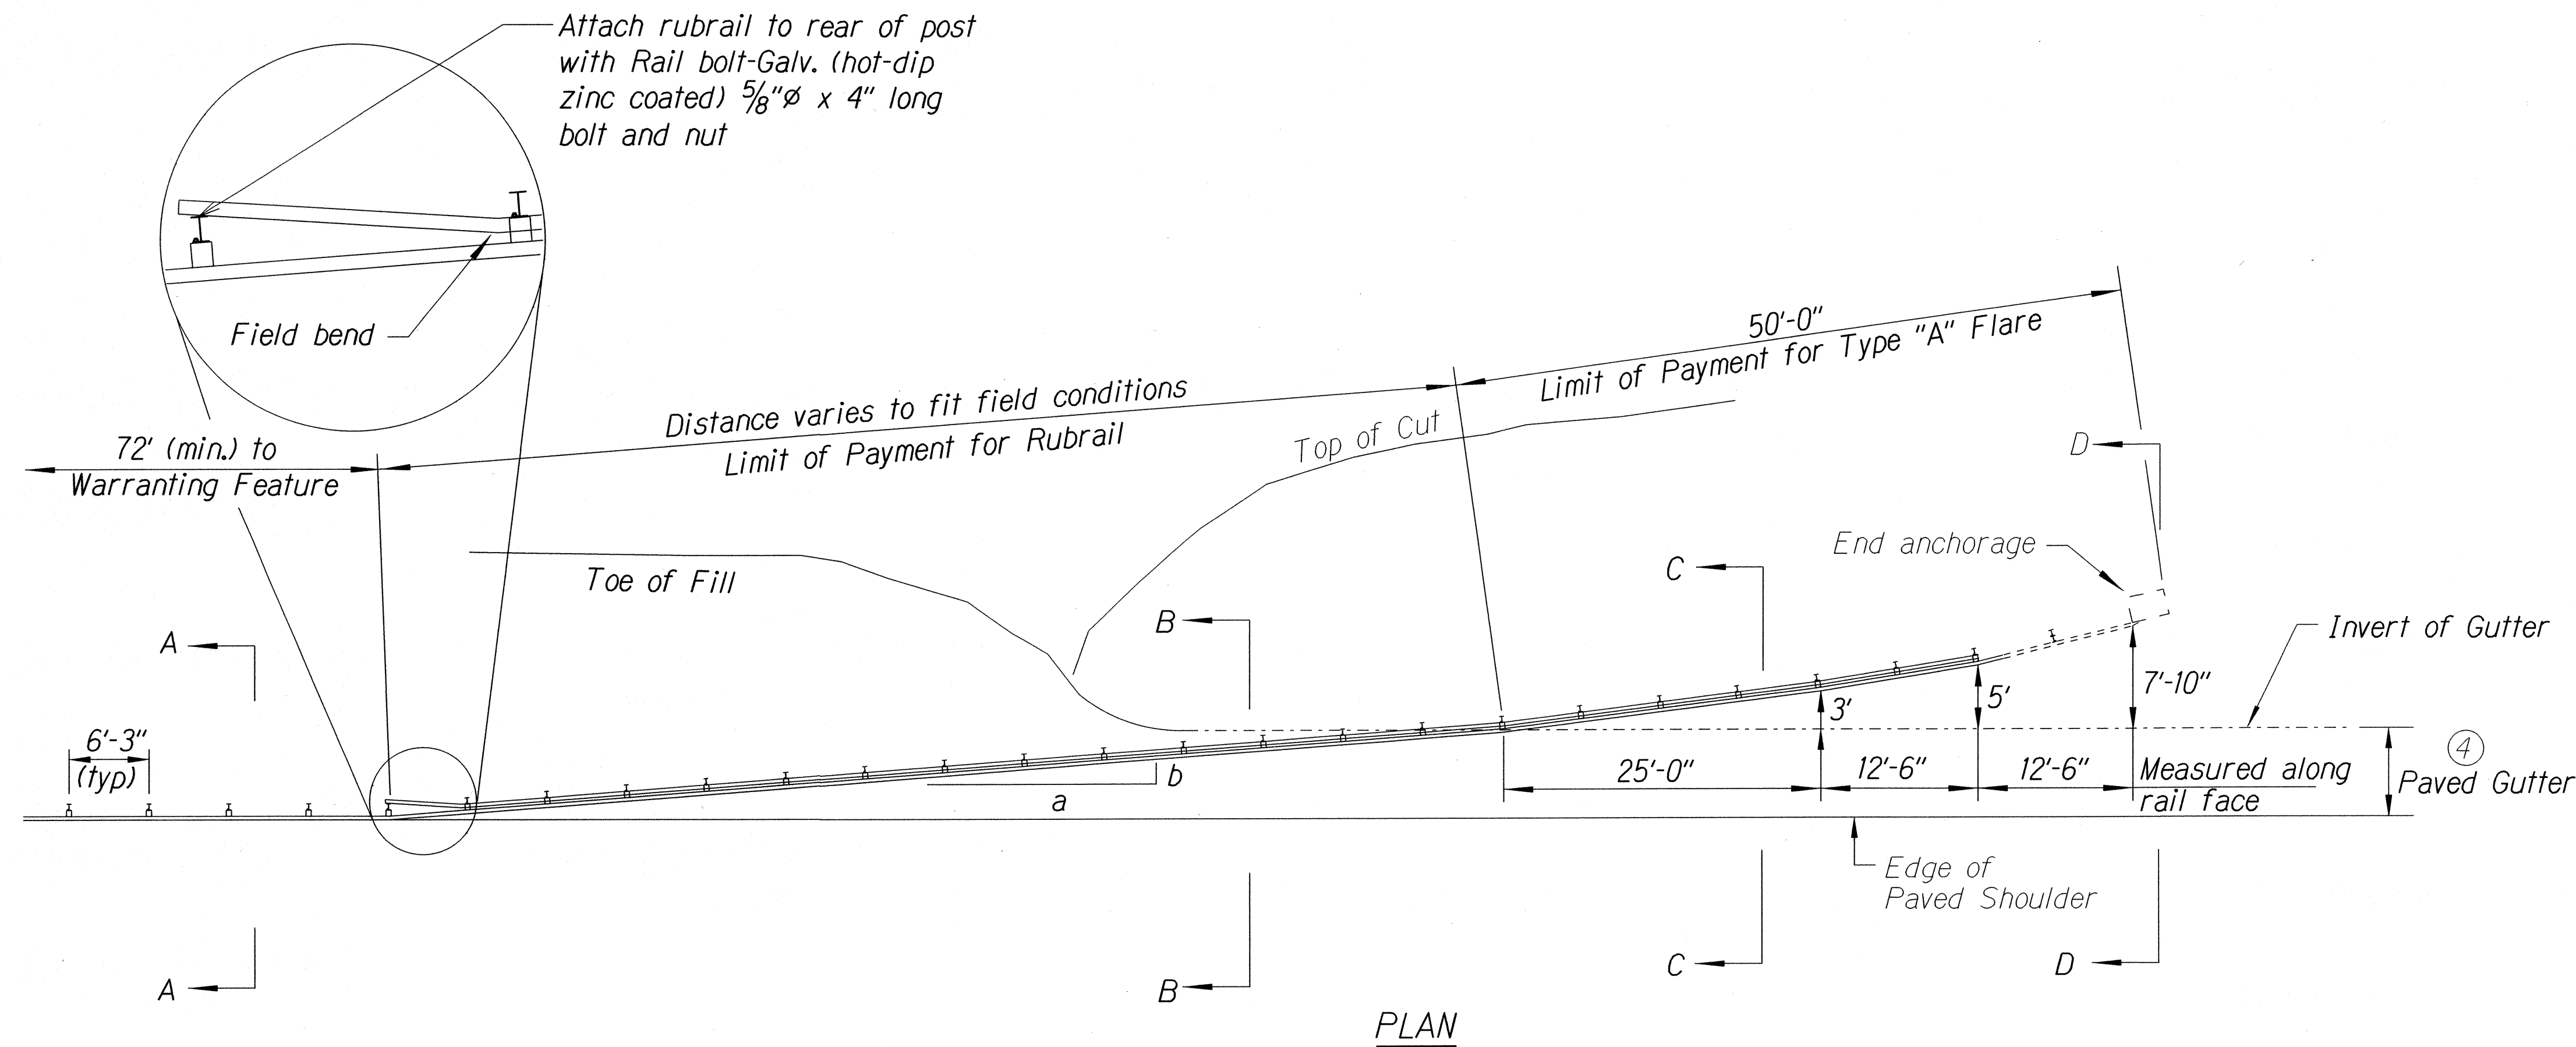 Attach rubrail to rear of post
with Rail bolt-Galv. (hot-dip
zinc coated) 5/8"Ø x 4" long
bolt and nut
Field bend
50'-0"
Limit of Payment for Type "A" Flare
Distance varies to fit field conditions
Limit of Payment for Rubrail
Top of Cut
72' (min.) to
Warranting Feature
D
End anchorage
C
Toe of Fill
B
A
Invert of Gutter
7'-10"
5'
3'
6'-3"
(typ)
b
a
25'-0"
12'-6"
12'-6"
Measured along
rail face
4
Paved Gutter
Edge of
Paved Shoulder
A
B
C
D
PLAN